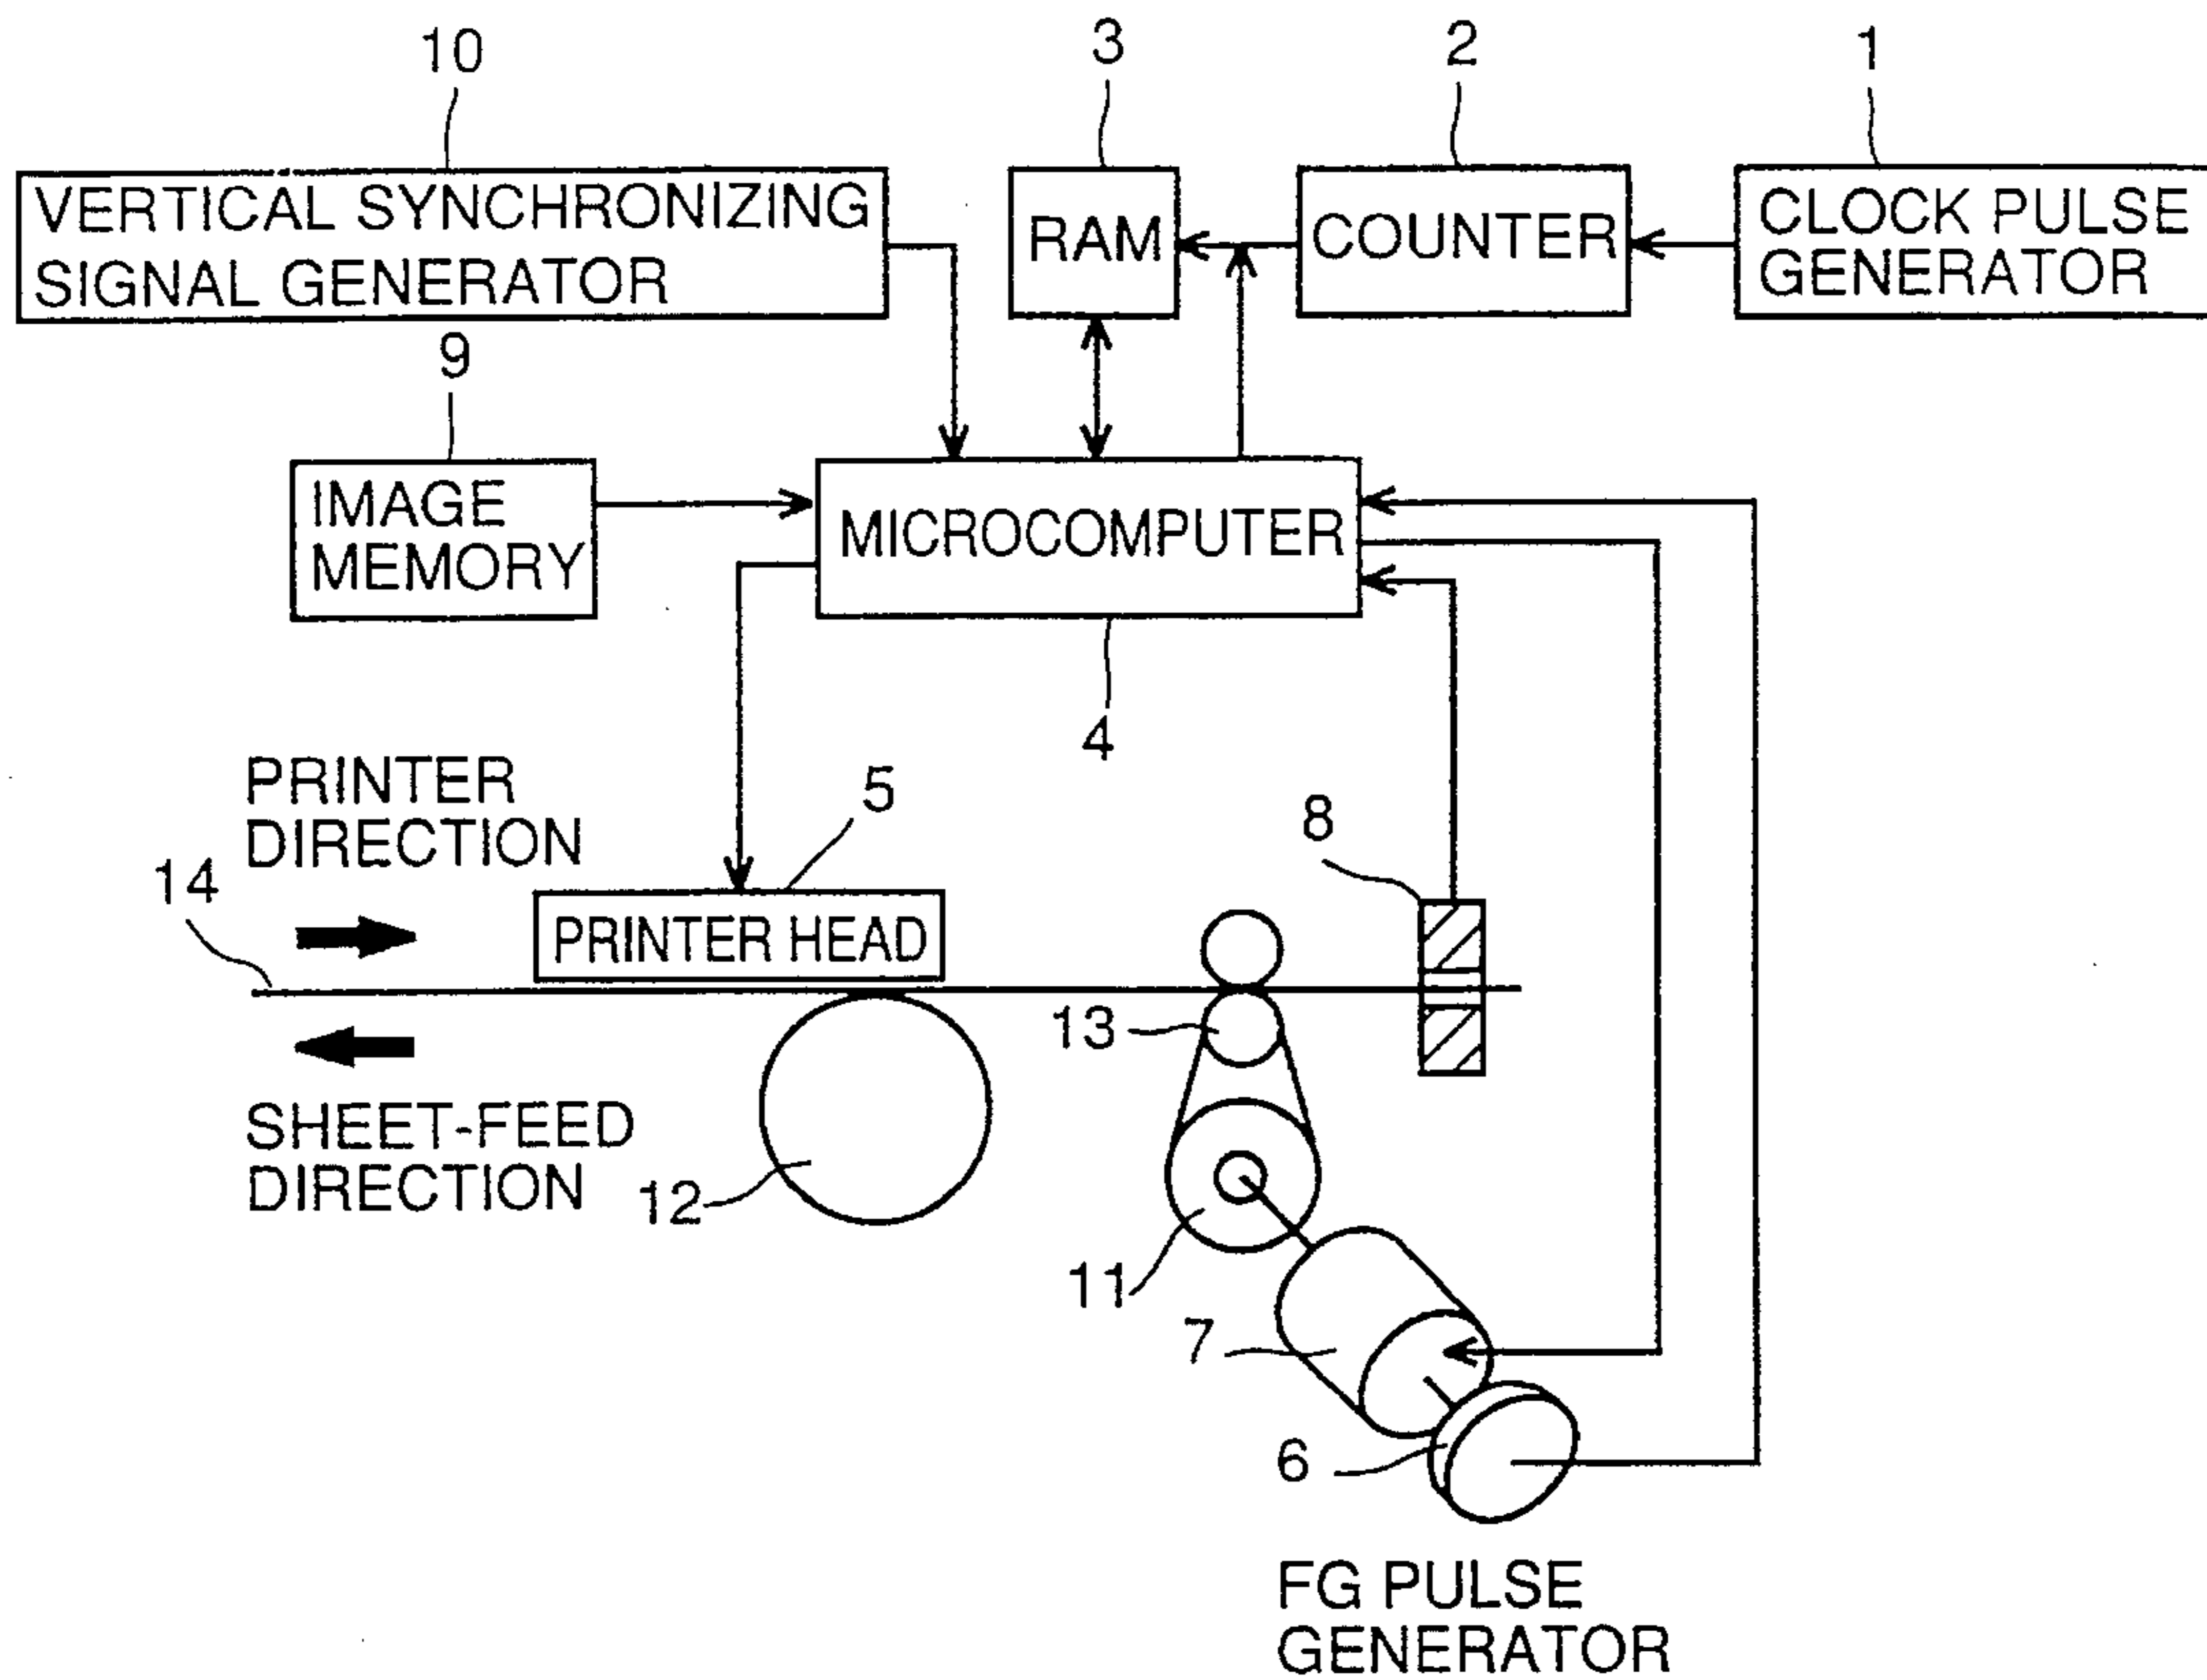 10
3
2
1
VERTICAL SYNCHRONIZING
SIGNAL GENERATOR
RAM
COUNTER
CLOCK PULSE
GENERATOR
9
IMAGE
MEMORY
MICROCOMPUTER
4
PRINTER
DIRECTION
5
8
14
PRINTER HEAD
13
SHEET-FEED
DIRECTION
12
11
7
6
FG PULSE
GENERATOR